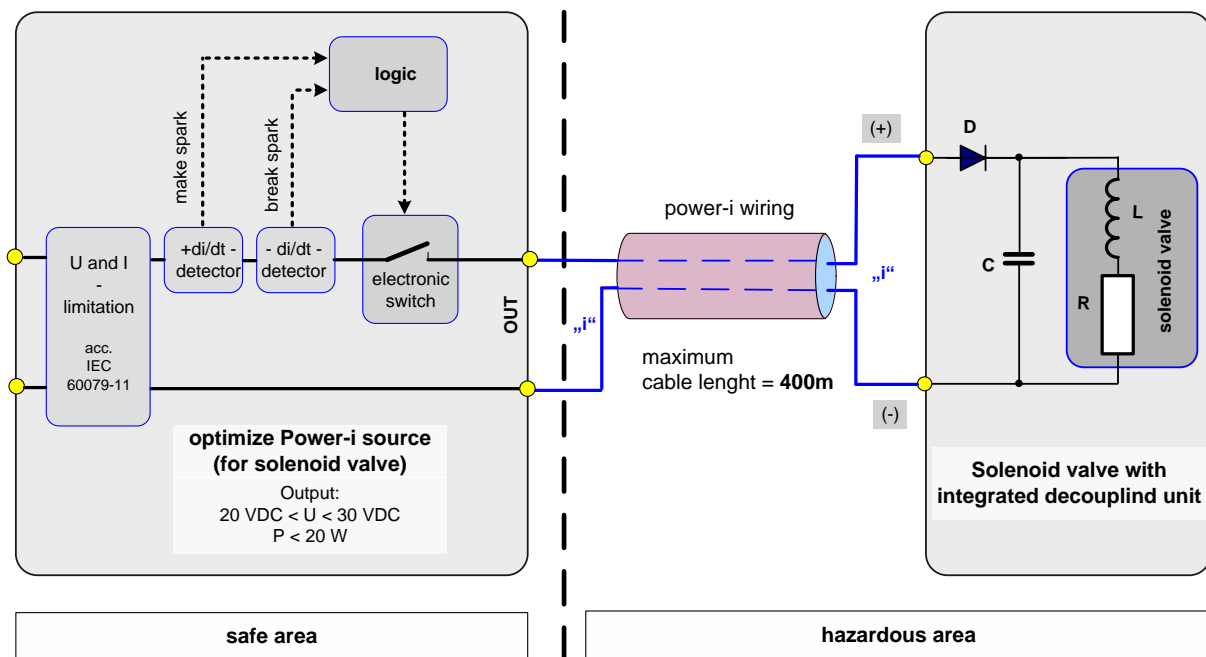 logic
make spark
break spark
U and I
-
limitation
acc.
IEC
60079-11
+di/dt -
detector
- di/dt -
detector
electronic
switch
OUT
„i“
optimize Power-i source
(for solenoid valve)
Output:
20 VDC < U < 30 VDC
P < 20 W
power-i wiring
maximum
cable lenght = 400m
(+)
„i“
(-)
D
C
L
R
solenoid valve
Solenoid valve with
integrated decouplind unit
safe area
hazardous area